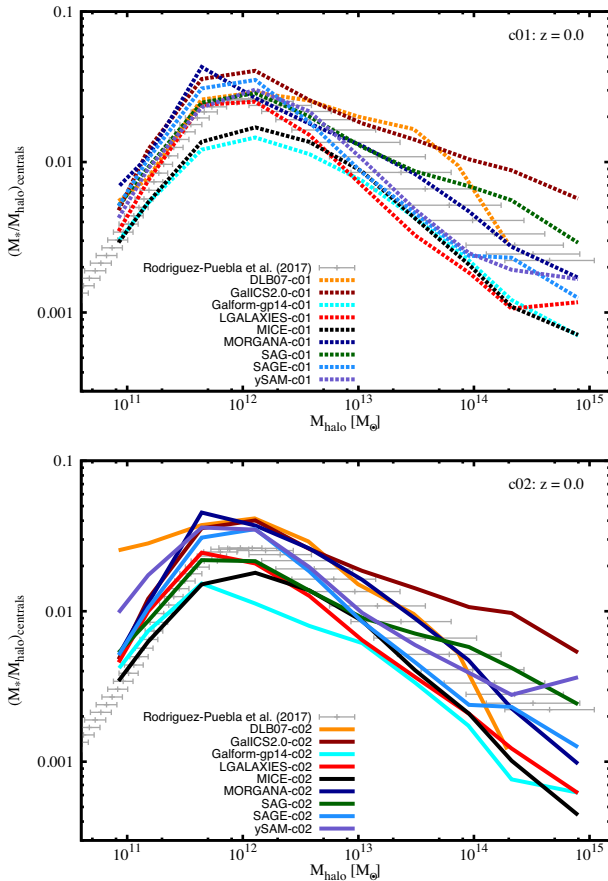 c01: z = 0.0
0.1
0.01
0.001
(M*/Mhalo)centrals
Rodriguez-Puebla et al. (2017)
DLB07-c01
GalICS2.0-c01
Galform-gp14-c01
LGALAXIES-c01
MICE-c01
MORGANA-c01
SAG-c01
SAGE-c01
ySAM-c01
10^11 10^12 10^13 10^14 10^15
Mhalo [M⊙]
c02: z = 0.0
0.1
0.01
0.001
(M*/Mhalo)centrals
Rodriguez-Puebla et al. (2017)
DLB07-c02
GalICS2.0-c02
Galform-gp14-c02
LGALAXIES-c02
MICE-c02
MORGANA-c02
SAG-c02
SAGE-c02
ySAM-c02
10^11 10^12 10^13 10^14 10^15
Mhalo [M⊙]